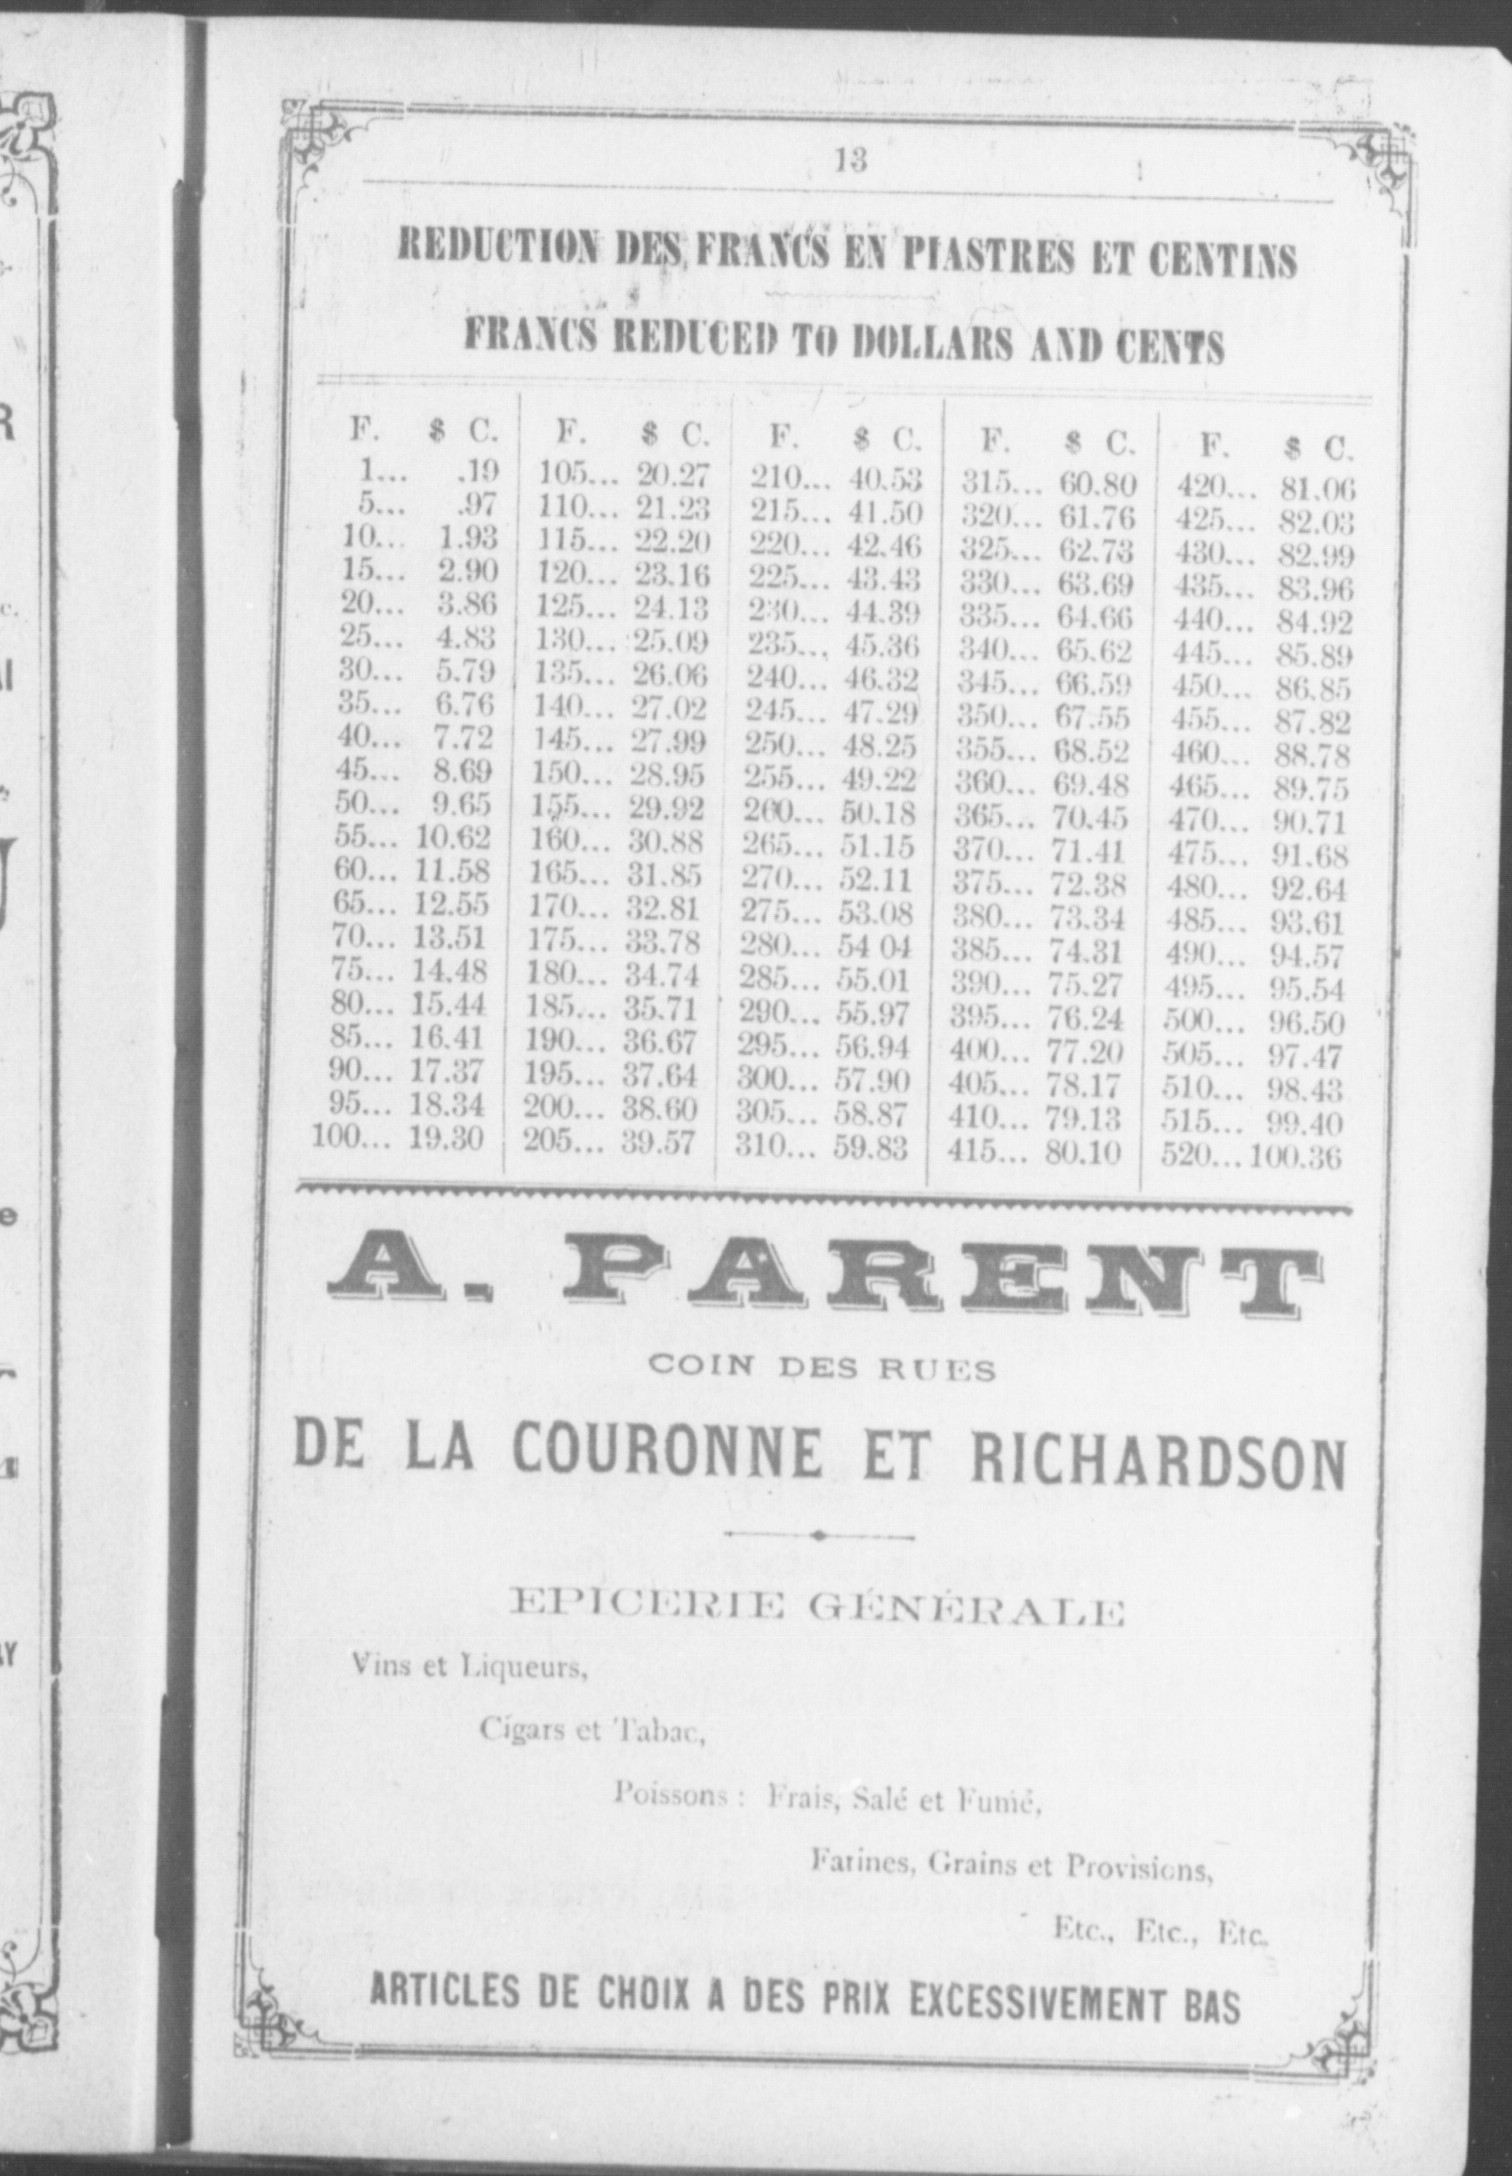 13
REDUCTION DES FRANCS EN PIASTRES ET CENTINS
FRANCS REDUCED TO DOLLARS AND CENTS
F. $ C. F. $ C. F. $ C. F. $ C. F. $ C.
1... .19 105... 20.27 210... 40.53 315... 60.80 420... 81.06
5... .97 110... 21.23 215... 41.50 320... 61.76 425... 82.03
10... 1.93 115... 22.20 220... 42.46 325... 62.73 430... 82.99
15... 2.90 120... 23.16 225... 43.43 330... 63.69 435... 83.96
20... 3.86 125... 24.13 230... 44.39 335... 64.66 440... 84.92
25... 4.83 130... 25.09 235... 45.36 340... 65.62 445... 85.89
30... 5.79 135... 26.06 240... 46.32 345... 66.59 450... 86.85
35... 6.76 140... 27.02 245... 47.29 350... 67.55 455... 87.82
40... 7.72 145... 27.99 250... 48.25 355... 68.52 460... 88.78
45... 8.69 150... 28.95 255... 49.22 360... 69.48 465... 89.75
50... 9.65 155... 29.92 260... 50.18 365... 70.45 470... 90.71
55... 10.62 160... 30.88 265... 51.15 370... 71.41 475... 91.68
60... 11.58 165... 31.85 270... 52.11 375... 72.38 480... 92.64
65... 12.55 170... 32.81 275... 53.08 380... 73.34 485... 93.61
70... 13.51 175... 33.78 280... 54 04 385... 74.31 490... 94.57
75... 14.48 180... 34.74 285... 55.01 390... 75.27 495... 95.54
80... 15.44 185... 35.71 290... 55.97 395... 76.24 500... 96.50
85... 16.41 190... 36.67 295... 56.94 400... 77.20 505... 97.47
90... 17.37 195... 37.64 300... 57.90 405... 78.17 510... 98.43
95... 18.34 200... 38.60 305... 58.87 410... 79.13 515... 99.40
100... 19.30 205... 39.57 310... 59.83 415... 80.10 520... 100.36
A. PARENT
COIN DES RUES
DE LA COURONNE ET RICHARDSON
EPICERIE GÉNÉRALE
Vins et Liqueurs,
Cigars et Tabac,
Poissons : Frais, Salé et Fumé,
Farines, Grains et Provisions,
Etc., Etc., Etc.
ARTICLES DE CHOIX A DES PRIX EXCESSIVEMENT BAS